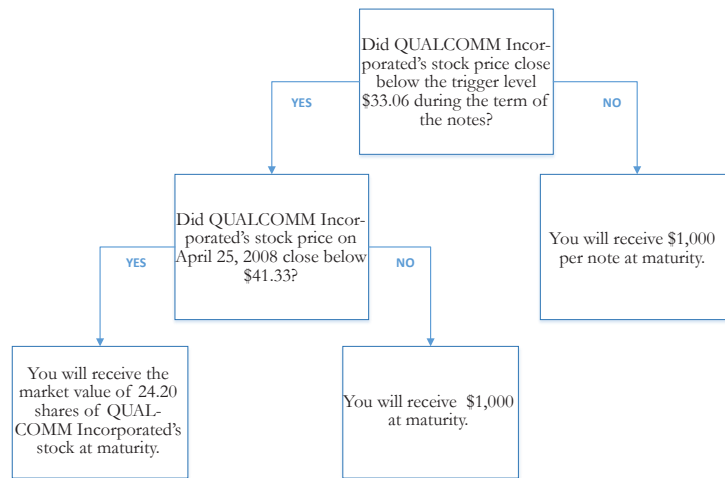 Did QUALCOMM Incor-
porated's stock price close
below the trigger level
$33.06 during the term of
the notes?
YES
NO
Did QUALCOMM Incor-
porated's stock price on
April 25, 2008 close below
$41.33?
You will receive $1,000
per note at maturity.
YES
NO
You will receive the
market value of 24.20
shares of QUAL-
COMM Incorporated's
stock at maturity.
You will receive $1,000
at maturity.